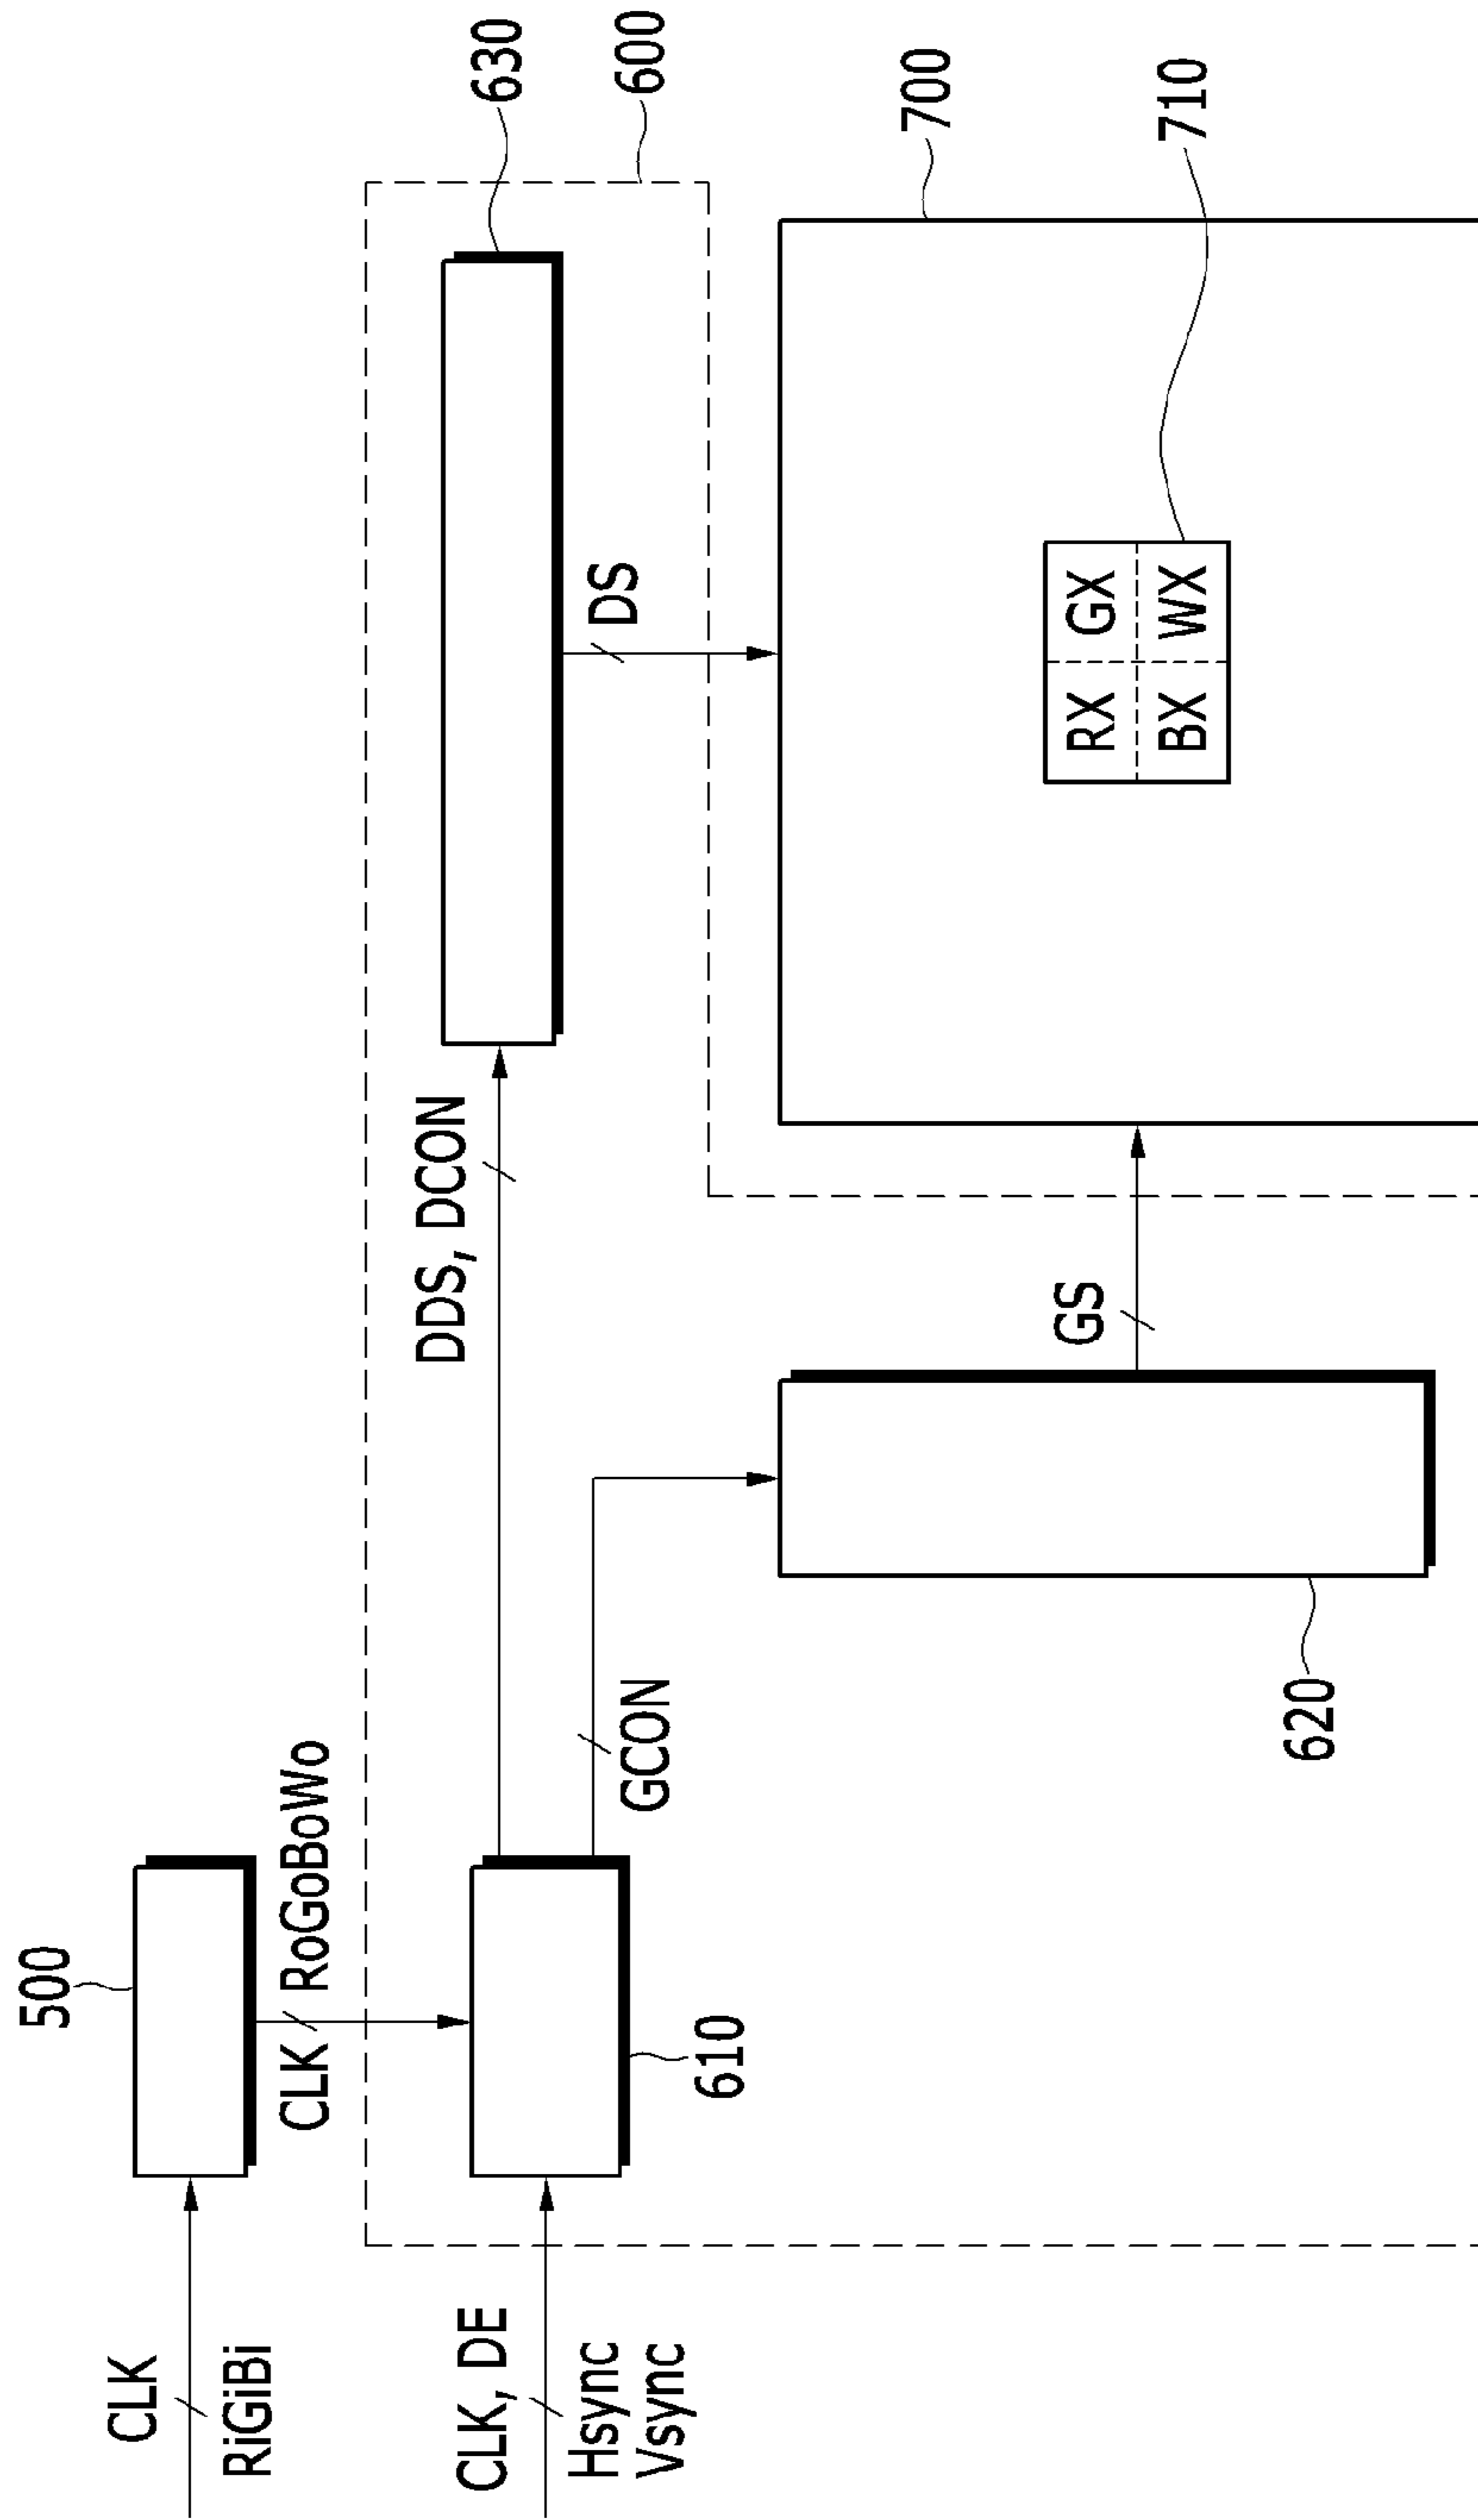 500
CLK
RiGiBi
CLK
RoGoBoWo
DDS, DCON
630
CLK, DE
Hsync
Vsync
DS
600
GCON
610
700
GS
RX GX
BX WX
710
620